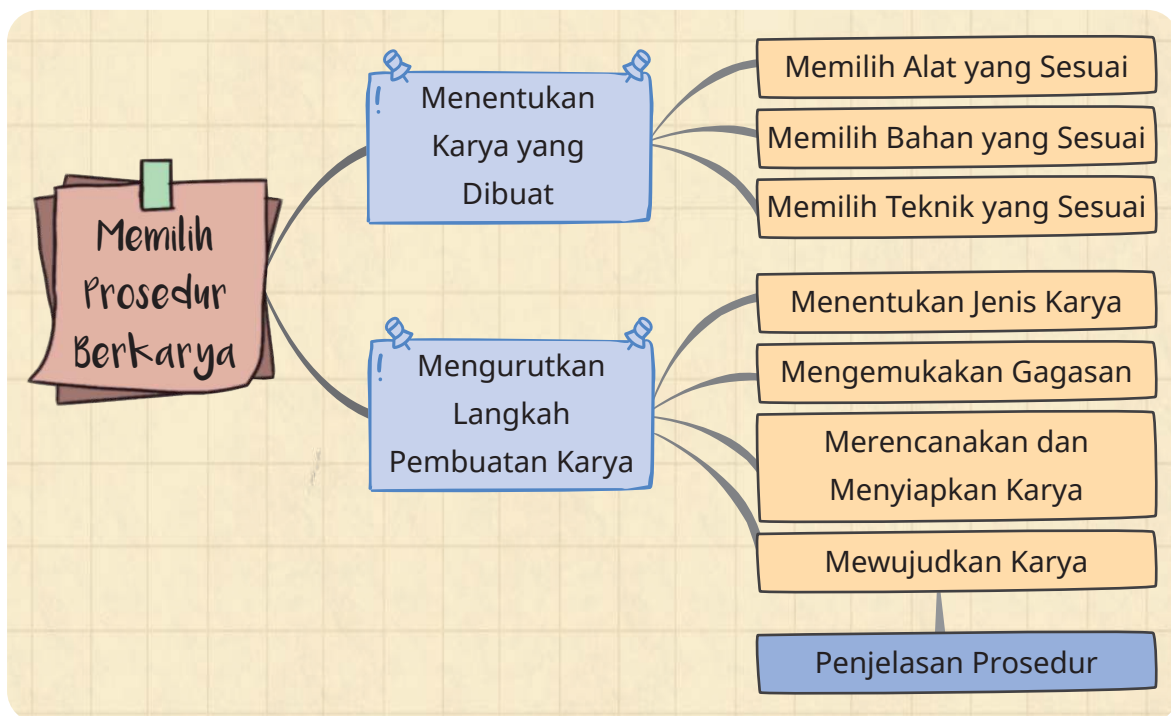 Memilih
Prosedur
Berkarya
Menentukan
Karya yang
Dibuat
Memilih Alat yang Sesuai
Memilih Bahan yang Sesuai
Memilih Teknik yang Sesuai
Mengurutkan
Langkah
Pembuatan Karya
Menentukan Jenis Karya
Mengemukakan Gagasan
Merencanakan dan
Menyiapkan Karya
Mewujudkan Karya
Penjelasan Prosedur